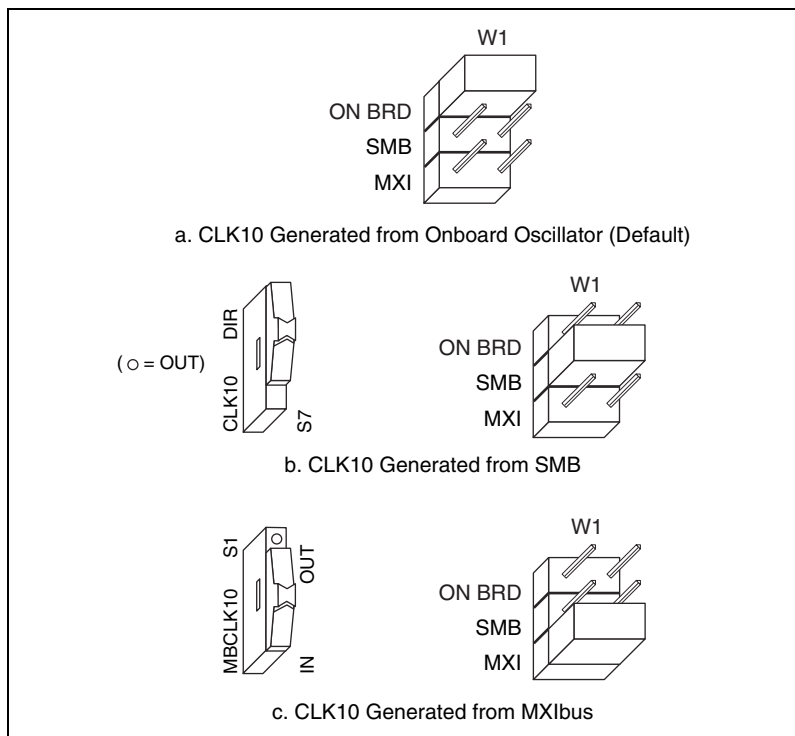 W1
ON BRD
SMB
MXI
a. CLK10 Generated from Onboard Oscillator (Default)
CLK10 DIR
(○ = OUT)
S7
W1
ON BRD
SMB
MXI
b. CLK10 Generated from SMB
MBCLK10 S1
IN OUT
W1
ON BRD
SMB
MXI
c. CLK10 Generated from MXIbus